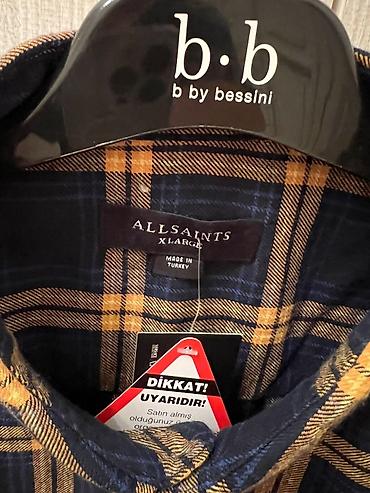 b·b
b by bessini
ALLSAINTS
XLARGE
MADE IN
TURKEY
DİKKAT!
UYARIDIR!
Satın almış
olduğunuz